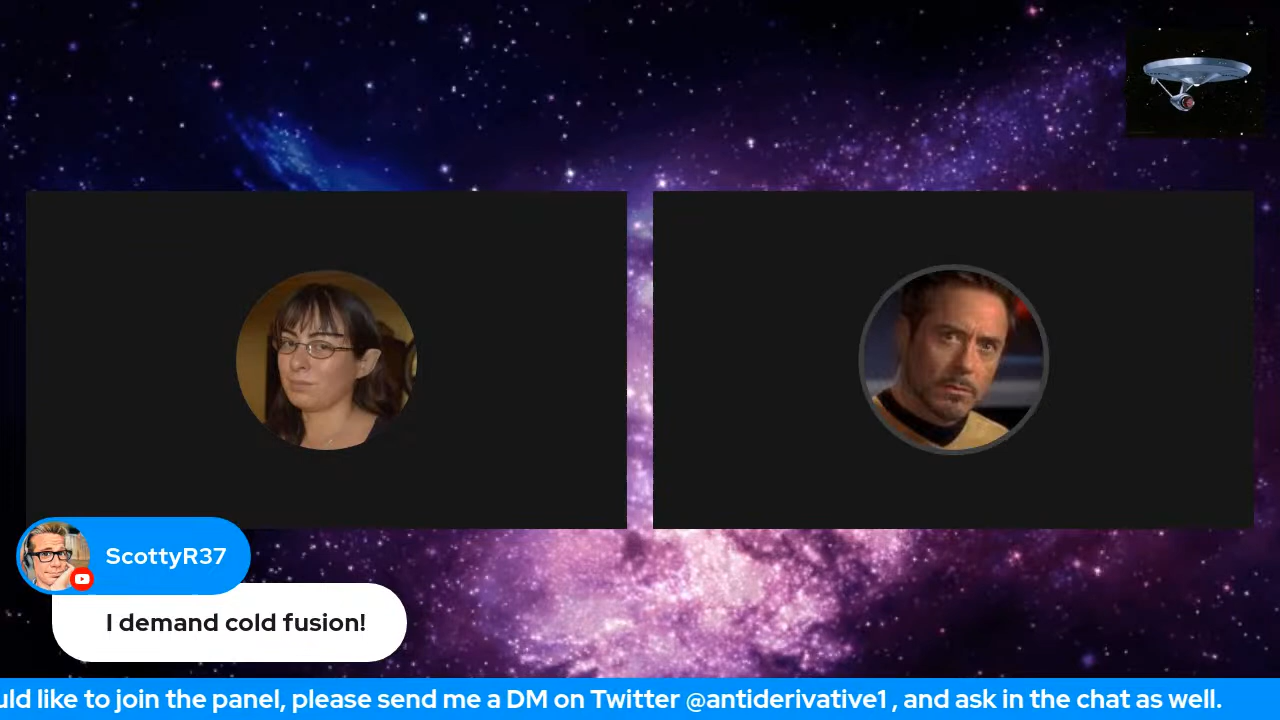 ScottyR37
I demand cold fusion!
uld like to join the panel, please send me a DM on Twitter @antiderivative1 , and ask in the chat as well.